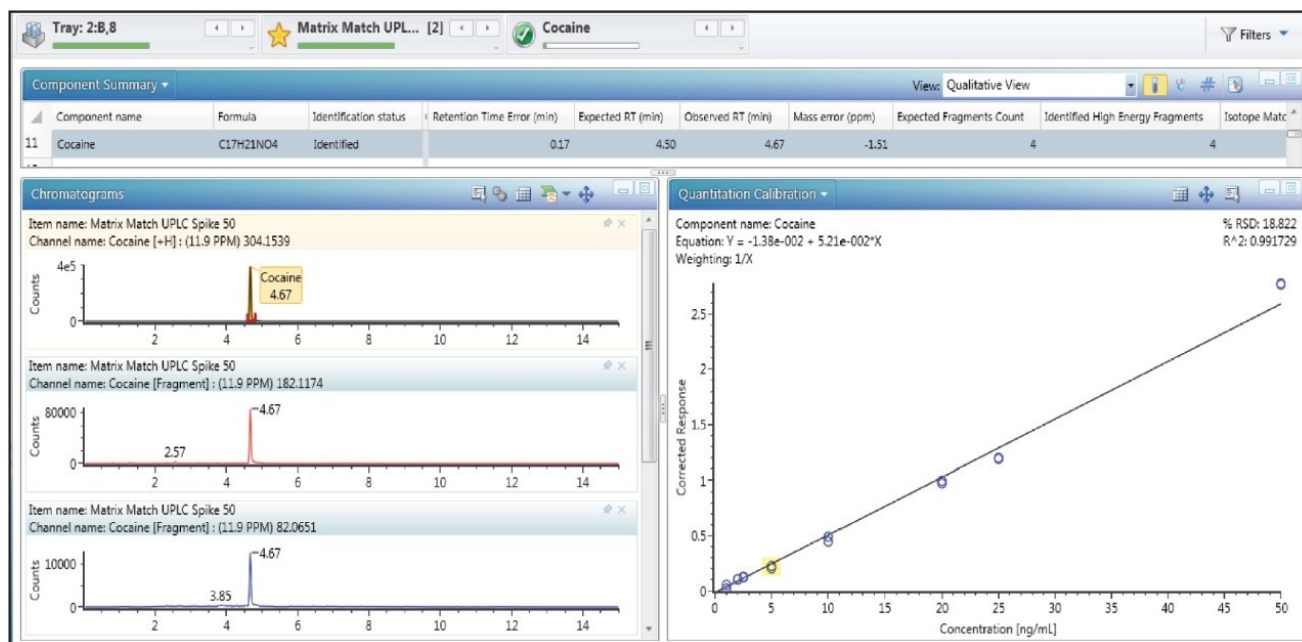 Tray: 2:B,8
Matrix Match UPL... [2]
Cocaine
Filters
Component Summary
View: Qualitative View
Component name Formula Identification status Retention Time Error (min) Expected RT (min) Observed RT (min) Mass error (ppm) Expected Fragments Count Identified High Energy Fragments Isotope Matc
11 Cocaine C17H21NO4 Identified 0.17 4.50 4.67 -1.51 4 4
Chromatograms
Item name: Matrix Match UPLC Spike 50
Channel name: Cocaine [+H] : (11.9 PPM) 304.1539
Counts
4e5
0
Cocaine
4.67
2 4 6 8 10 12 14
Item name: Matrix Match UPLC Spike 50
Channel name: Cocaine [Fragment] : (11.9 PPM) 182.1174
Counts
80000
0
2.57
4.67
2 4 6 8 10 12 14
Item name: Matrix Match UPLC Spike 50
Channel name: Cocaine [Fragment] : (11.9 PPM) 82.0651
Counts
10000
0
3.85
4.67
2 4 6 8 10 12 14
Quantitation Calibration
Component name: Cocaine % RSD: 18.822
Equation: Y = -1.38e-002 + 5.21e-002*X R^2: 0.991729
Weighting: 1/X
Corrected Response
2.5
2
1.5
1
0.5
0
0 5 10 15 20 25 30 35 40 45 50
Concentration [ng/mL]